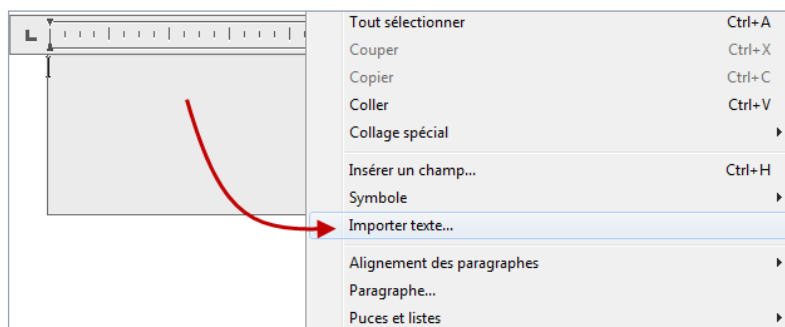 Tout sélectionner Ctrl+A
Couper Ctrl+X
Copier Ctrl+C
Coller Ctrl+V
Collage spécial
Insérer un champ... Ctrl+H
Symbole
Importer texte...
Alignement des paragraphes
Paragraphe...
Puces et listes